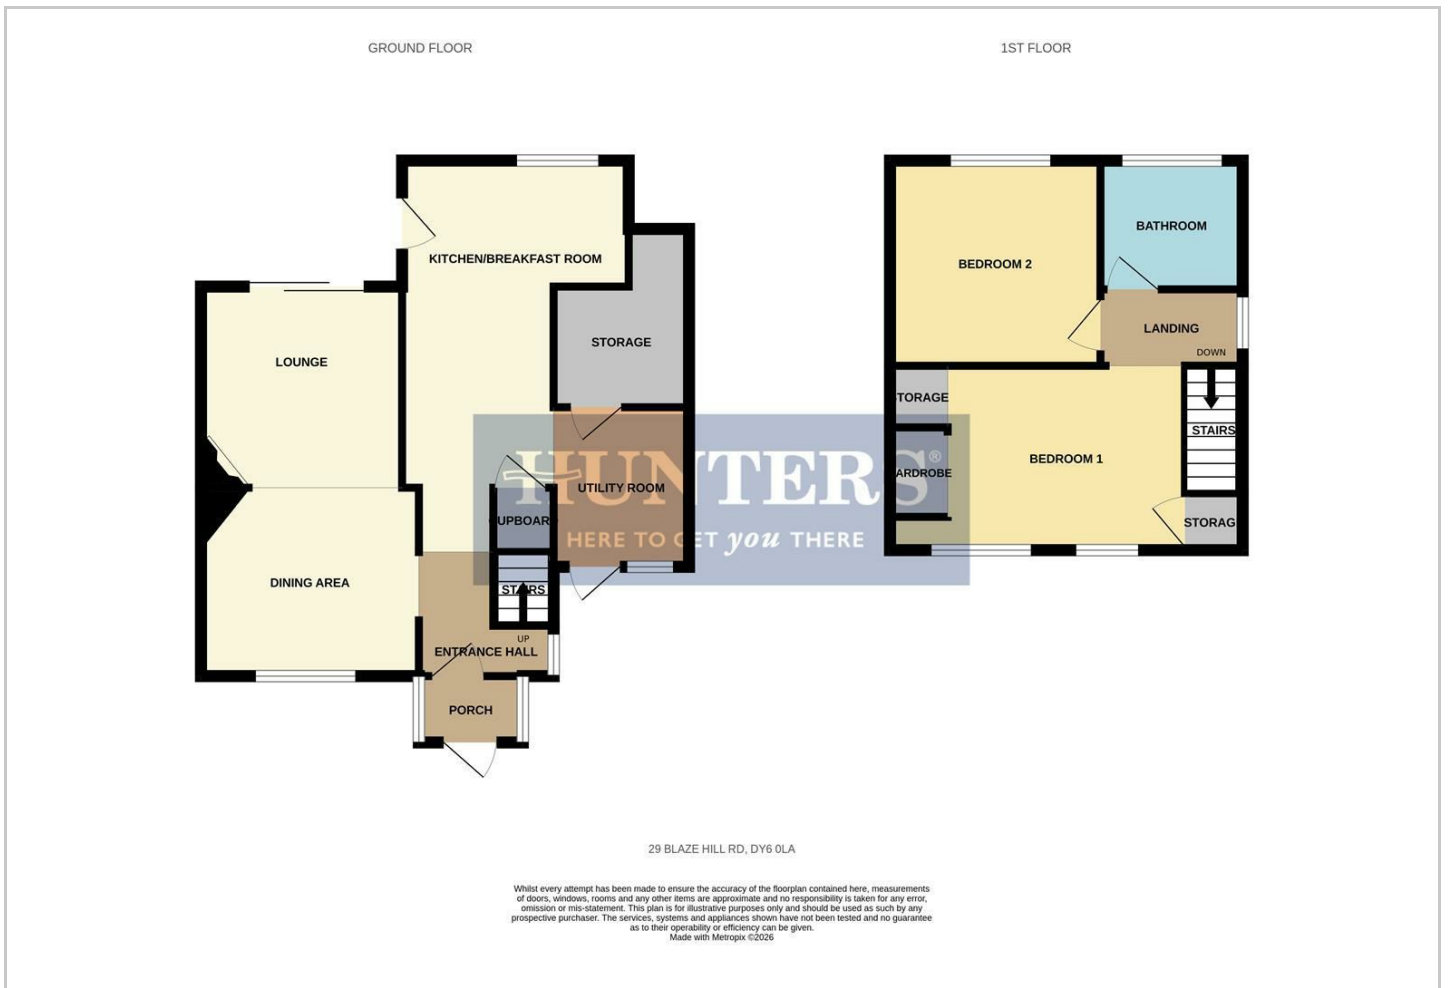 GROUND FLOOR
1ST FLOOR
KITCHEN/BREAKFAST ROOM
LOUNGE
STORAGE
UTILITY ROOM
CUPBOARD
DINING AREA
STAIRS
UP
ENTRANCE HALL
PORCH
BEDROOM 2
BATHROOM
LANDING
DOWN
STORAGE
STAIRS
BEDROOM 1
WARDROBE
STORAGE
HUNTERS®
HERE TO GET you THERE
29 BLAZE HILL RD, DY6 0LA
Whilst every attempt has been made to ensure the accuracy of the floorplan contained here, measurements
of doors, windows, rooms and any other items are approximate and no responsibility is taken for any error,
omission or mis-statement. This plan is for illustrative purposes only and should be used as such by any
prospective purchaser. The services, systems and appliances shown have not been tested and no guarantee
as to their operability or efficiency can be given.
Made with Metropix ©2026